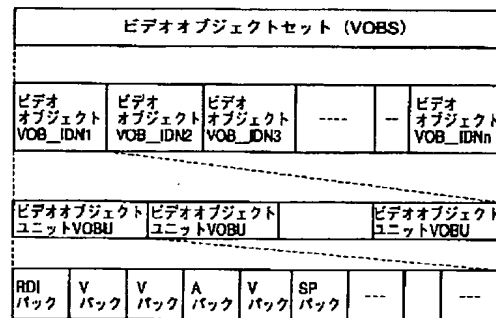 ビデオオブジェクトセット (VOBS)
ビデオ
オブジェクト
VOB_IDN1
ビデオ
オブジェクト
VOB_IDN2
ビデオ
オブジェクト
VOB_IDN3
----
--
ビデオ
オブジェクト
VOB_IDNn
ビデオオブジェクト
ユニットVOBU
ビデオオブジェクト
ユニットVOBU
ビデオオブジェクト
ユニットVOBU
RDI
パック
V
パック
V
パック
A
パック
V
パック
SP
パック
---
---